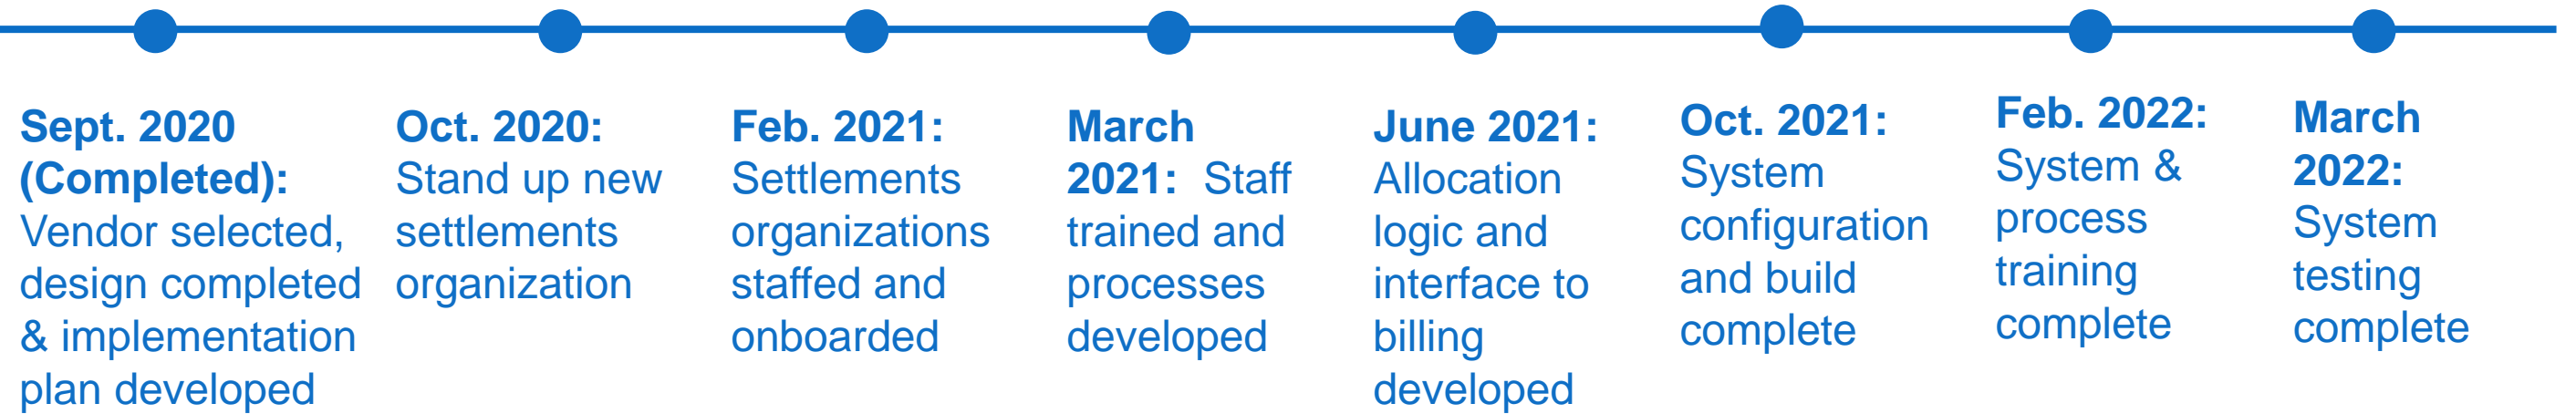 Sept. 2020
(Completed):
Vendor selected,
design completed
& implementation
plan developed
Oct. 2020:
Stand up new
settlements
organization
Feb. 2021:
Settlements
organizations
staffed and
onboarded
March
2021:  Staff
trained and
processes
developed
June 2021:
Allocation
logic and
interface to
billing
developed
Oct. 2021:
System
configuration
and build
complete
Feb. 2022:
System &
process
training
complete
March
2022:
System
testing
complete